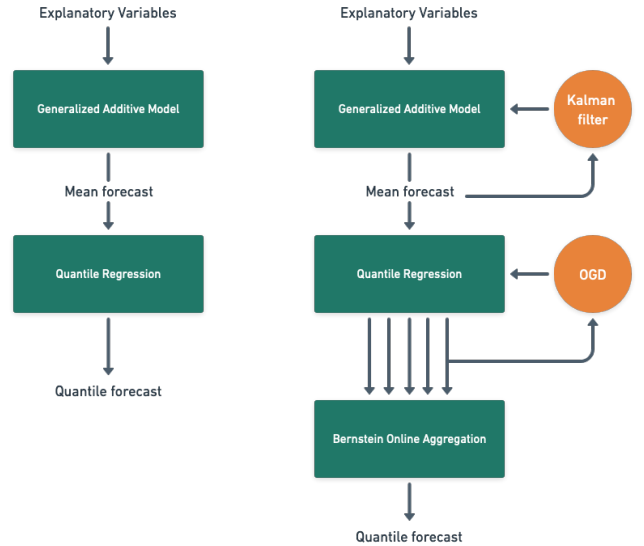 Explanatory Variables
Generalized Additive Model
Mean forecast
Quantile Regression
Quantile forecast
Explanatory Variables
Generalized Additive Model
Kalman
filter
Mean forecast
Quantile Regression
OGD
Bernstein Online Aggregation
Quantile forecast